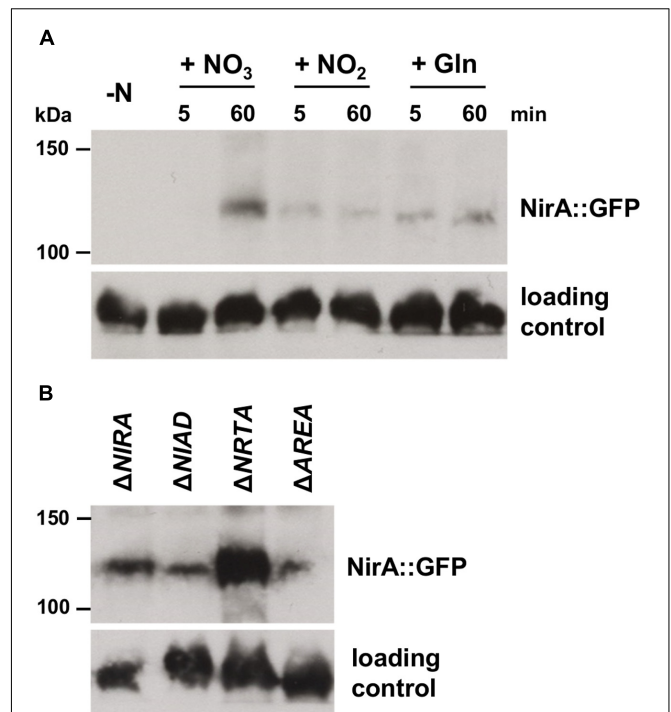 A
+ NO3 + NO2 + Gln
-N
kDa 5 60 5 60 5 60 min
150
NirA::GFP
100
loading
control
B
ΔNIRA ΔNIAD ΔNRTA ΔAREA
150
NirA::GFP
100
loading
control